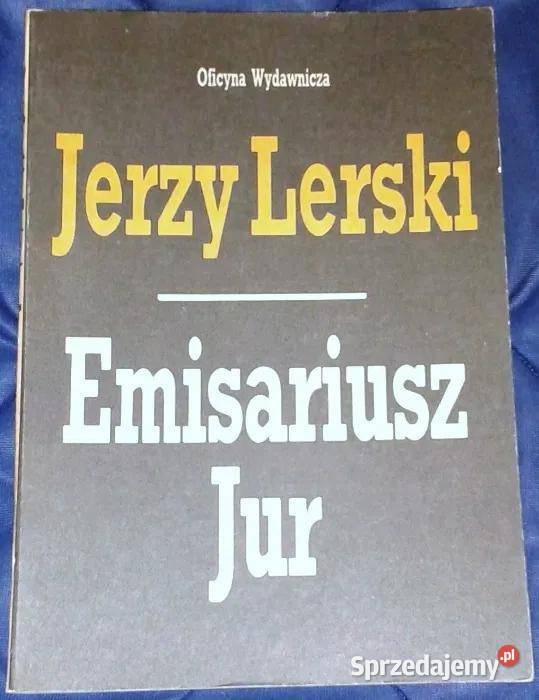 Oficyna Wydawnicza
Jerzy Lerski
Emisariusz
Jur
Sprzedajemy.pl